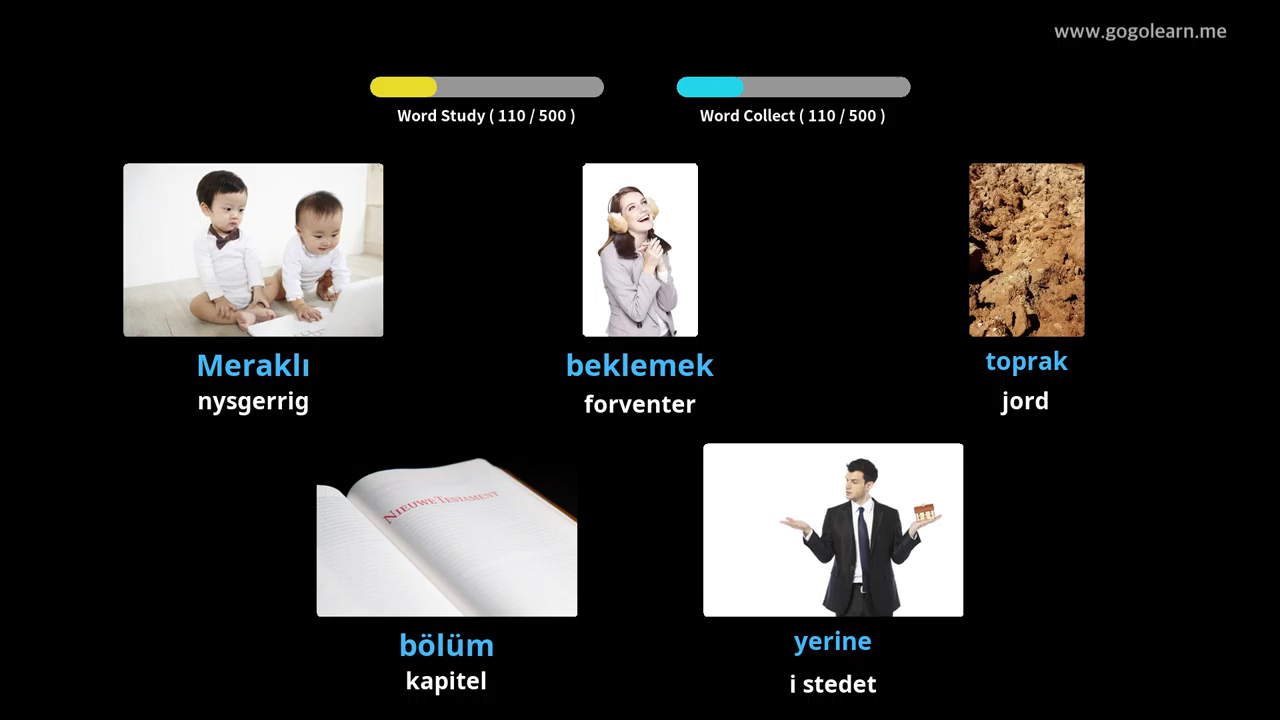 www.gogolearn.me
Word Study ( 110 / 500 )
Word Collect ( 110 / 500 )
Meraklı
nysgerrig
beklemek
forventer
toprak
jord
NIEUWE TESTAMENT
bölüm
kapitel
yerine
i stedet